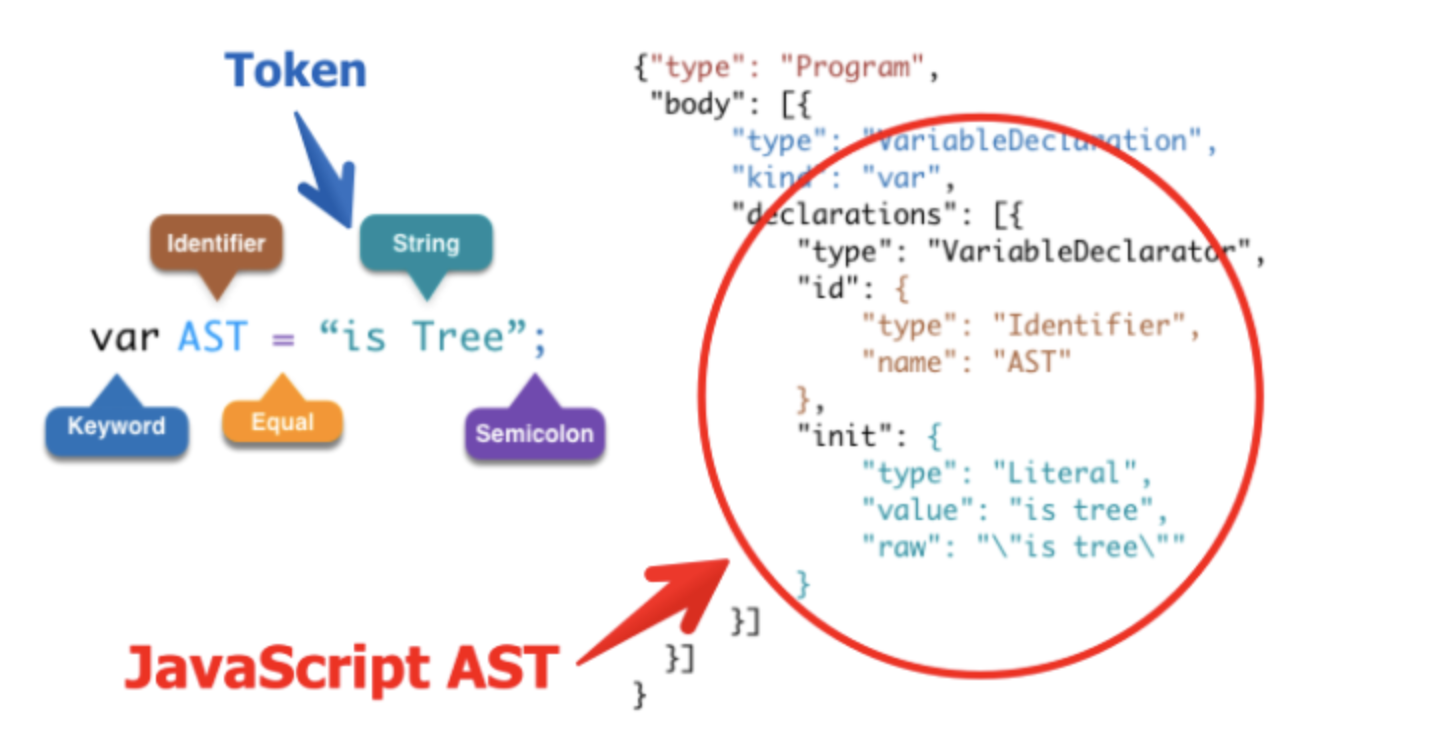 Token
Identifier
String
var AST = “is Tree”;
Keyword
Equal
Semicolon
JavaScript AST
{"type": "Program",
"body": [{
"type": "VariableDeclaration",
"kind": "var",
"declarations": [{
"type": "VariableDeclarator",
"id": {
"type": "Identifier",
"name": "AST"
},
"init": {
"type": "Literal",
"value": "is tree",
"raw": "\"is tree\""
}
}]
}]
}